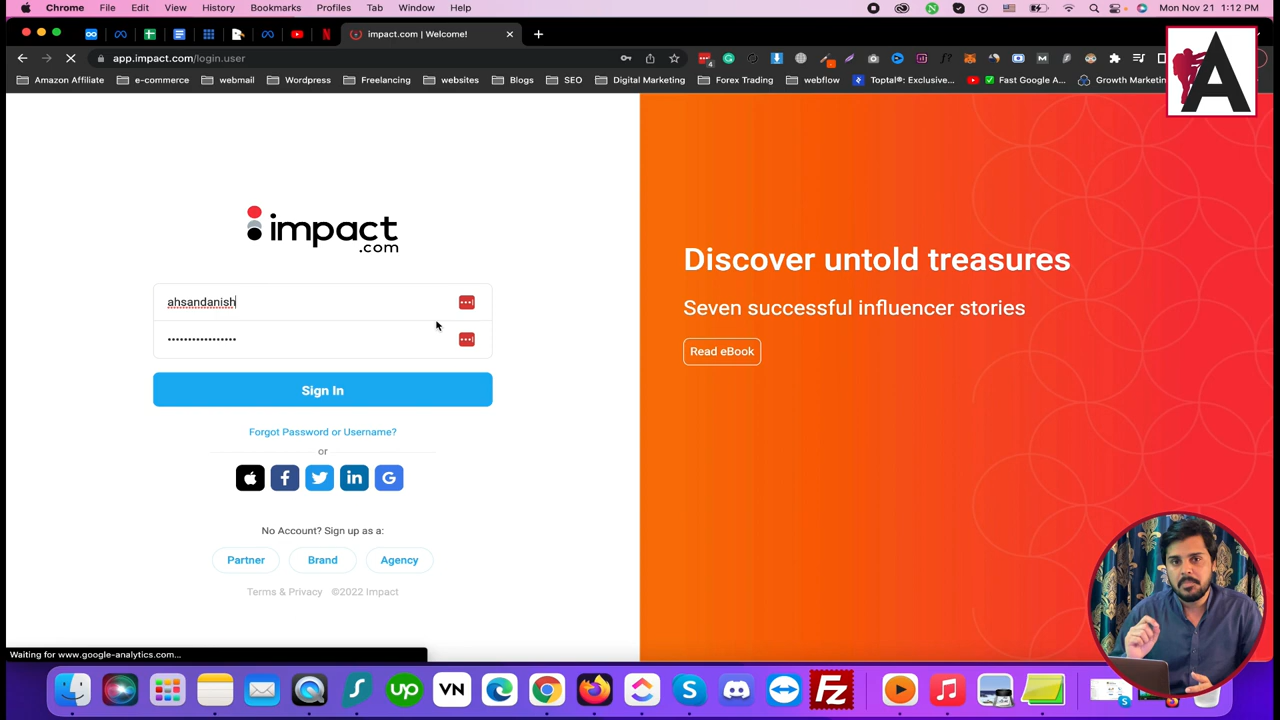 Chrome File Edit View History Bookmarks Profiles Tab Window Help Mon Nov 21 1:12 PM
impact.com | Welcome!
app.impact.com/login.user
Amazon Affiliate e-commerce webmail Wordpress Freelancing websites Blogs SEO Digital Marketing Forex Trading webflow Toptal®: Exclusive... Fast Google A... Growth Marketin
A
impact
.com
Discover untold treasures
Seven successful influencer stories
Read eBook
ahsandanish
•••••••••••••••••
Sign In
Forgot Password or Username?
or
No Account? Sign up as a:
Partner Brand Agency
Terms & Privacy ©2022 Impact
Waiting for www.google-analytics.com...
up VN Fz